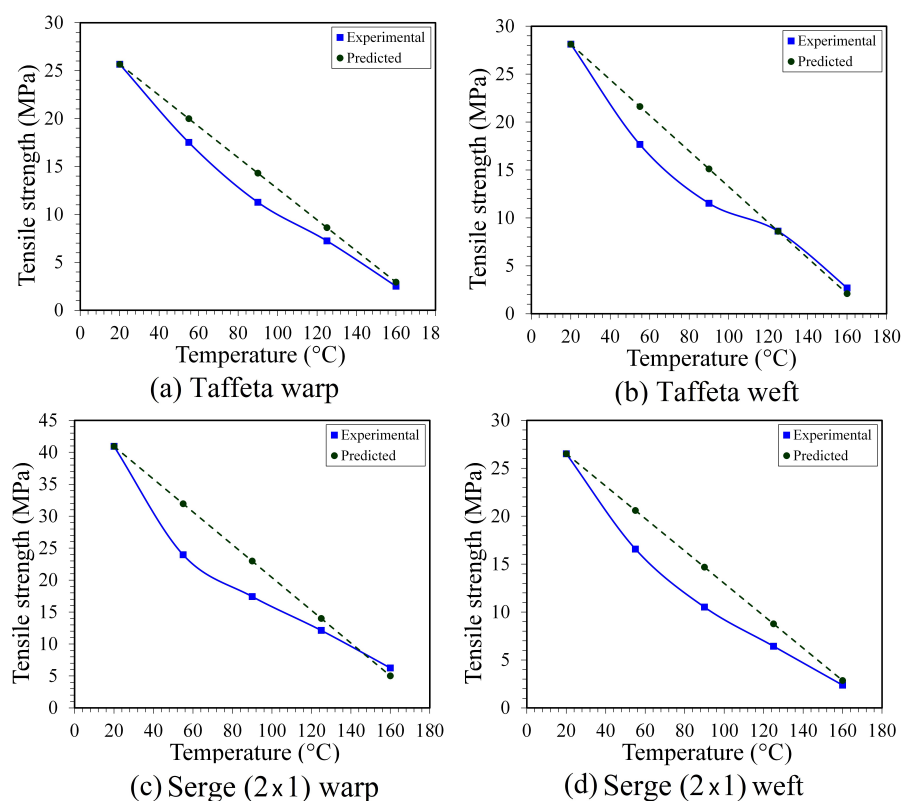 30
25
20
15
10
5
0
Tensile strength (MPa)
Experimental
Predicted
0 20 40 60 80 100 120 140 160 18
Temperature (°C)
(a) Taffeta warp
30
25
20
15
10
5
0
Tensile strength (MPa)
Experimental
Predicted
0 20 40 60 80 100 120 140 160 180
Temperature (°C)
(b) Taffeta weft
45
40
35
30
25
20
15
10
5
0
Tensile strength (MPa)
Experimental
Predicted
0 20 40 60 80 100 120 140 160 180
Temperature (°C)
(c) Serge (2×1) warp
30
25
20
15
10
5
0
Tensile strength (MPa)
Experimental
Predicted
0 20 40 60 80 100 120 140 160 180
Temperature (°C)
(d) Serge (2×1) weft